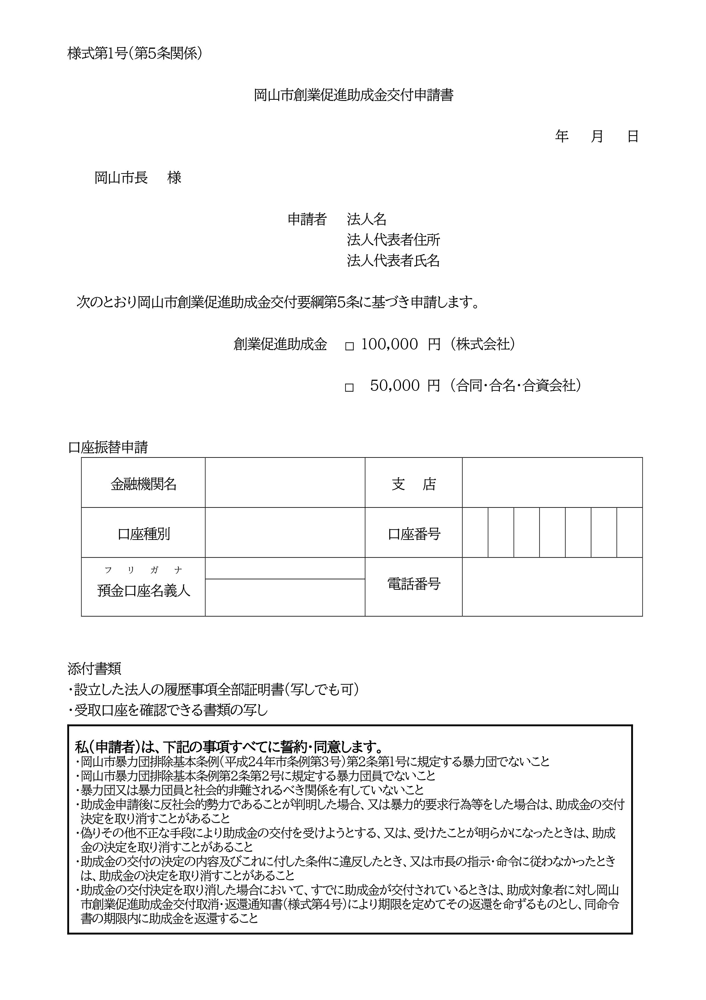 様式第1号(第5条関係)
岡山市創業促進助成金交付申請書
年　月　日
岡山市長　様
申請者　法人名
法人代表者住所
法人代表者氏名
次のとおり岡山市創業促進助成金交付要綱第5条に基づき申請します。
創業促進助成金　□ 100,000 円（株式会社）
□　50,000 円（合同・合名・合資会社）
口座振替申請
金融機関名　支　店
口座種別　口座番号
フリガナ
預金口座名義人　電話番号
添付書類
・設立した法人の履歴事項全部証明書(写しでも可)
・受取口座を確認できる書類の写し
私(申請者)は、下記の事項すべてに誓約・同意します。
・岡山市暴力団排除基本条例(平成24年市条例第3号)第2条第1号に規定する暴力団でないこと
・岡山市暴力団排除基本条例第2条第2号に規定する暴力団員でないこと
・暴力団又は暴力団員と社会的非難されるべき関係を有していないこと
・助成金申請後に反社会的勢力であることが判明した場合、又は暴力的要求行為等をした場合は、助成金の交付
決定を取り消すことがあること
・偽りその他不正な手段により助成金の交付を受けようとする、又は、受けたことが明らかになったときは、助成
金の決定を取り消すことがあること
・助成金の交付の決定の内容及びこれに付した条件に違反したとき、又は市長の指示・命令に従わなかったとき
は、助成金の決定を取り消すことがあること
・助成金の交付決定を取り消した場合において、すでに助成金が交付されているときは、助成対象者に対し岡山
市創業促進助成金交付取消・返還通知書(様式第4号)により期限を定めてその返還を命ずるものとし、同命令
書の期限内に助成金を返還すること